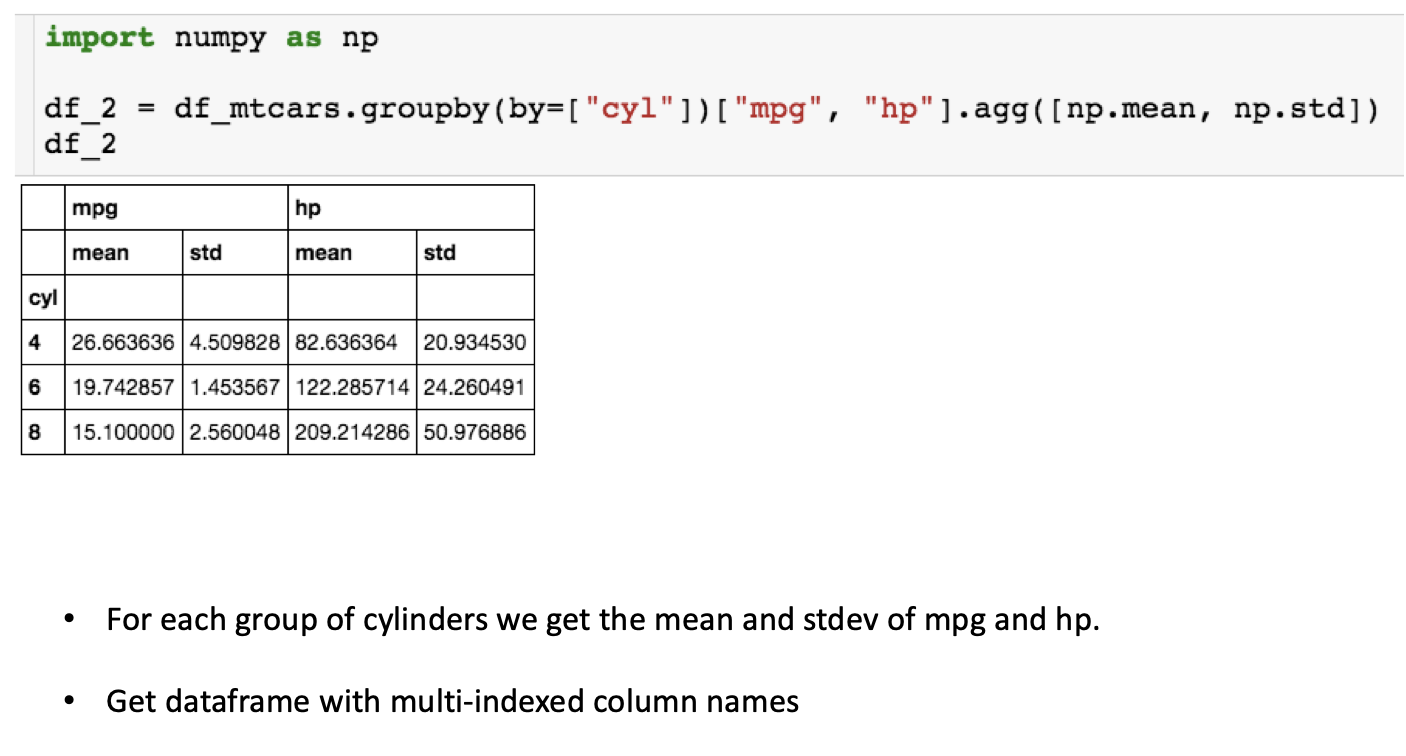 import numpy as np
df_2 = df_mtcars.groupby(by=["cyl"])["mpg", "hp"].agg([np.mean, np.std])
df_2
mpg hp
mean std mean std
cyl
4 26.663636 4.509828 82.636364 20.934530
6 19.742857 1.453567 122.285714 24.260491
8 15.100000 2.560048 209.214286 50.976886
• For each group of cylinders we get the mean and stdev of mpg and hp.
• Get dataframe with multi-indexed column names